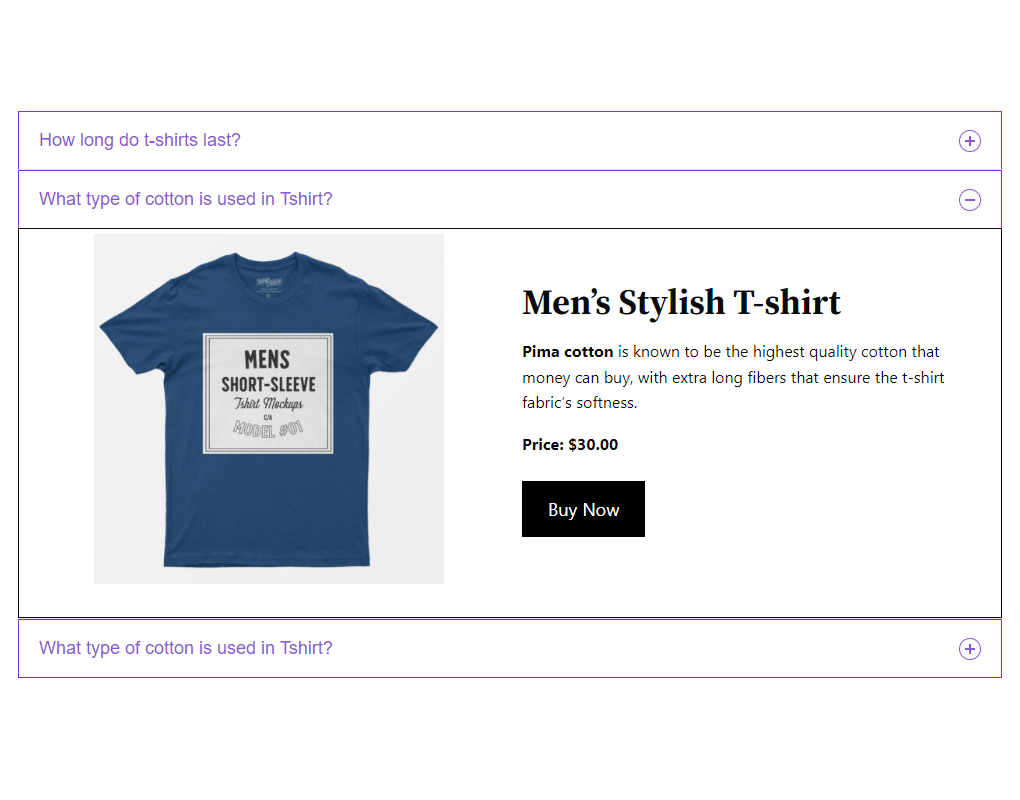 How long do t-shirts last?
What type of cotton is used in Tshirt?
MENS
SHORT-SLEEVE
Tshirt Mockups
C/A
MODEL #01
Men’s Stylish T-shirt
Pima cotton is known to be the highest quality cotton that
money can buy, with extra long fibers that ensure the t-shirt
fabric’s softness.
Price: $30.00
Buy Now
What type of cotton is used in Tshirt?